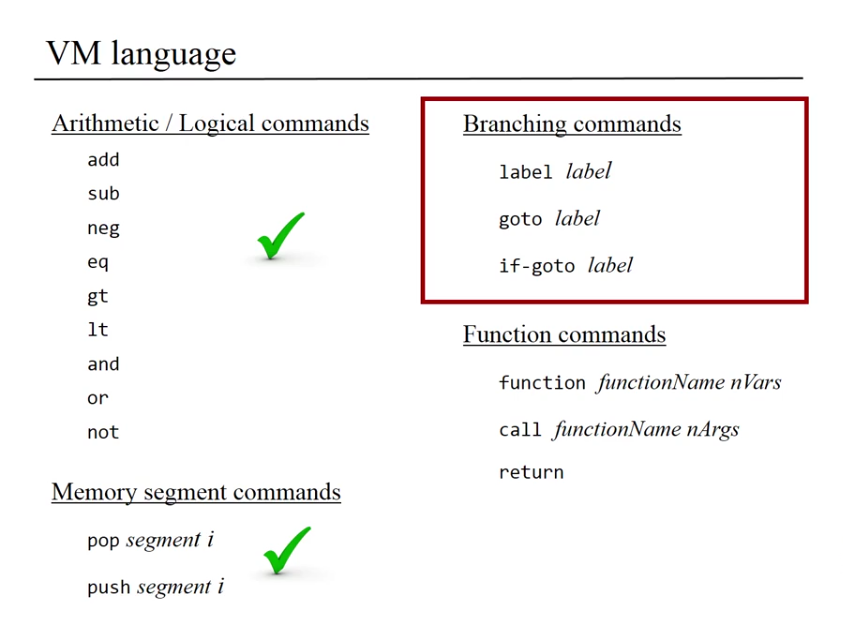 VM language
Arithmetic / Logical commands
add
sub
neg
eq
gt
lt
and
or
not
Memory segment commands
pop segment i
push segment i
Branching commands
label label
goto label
if-goto label
Function commands
function functionName nVars
call functionName nArgs
return